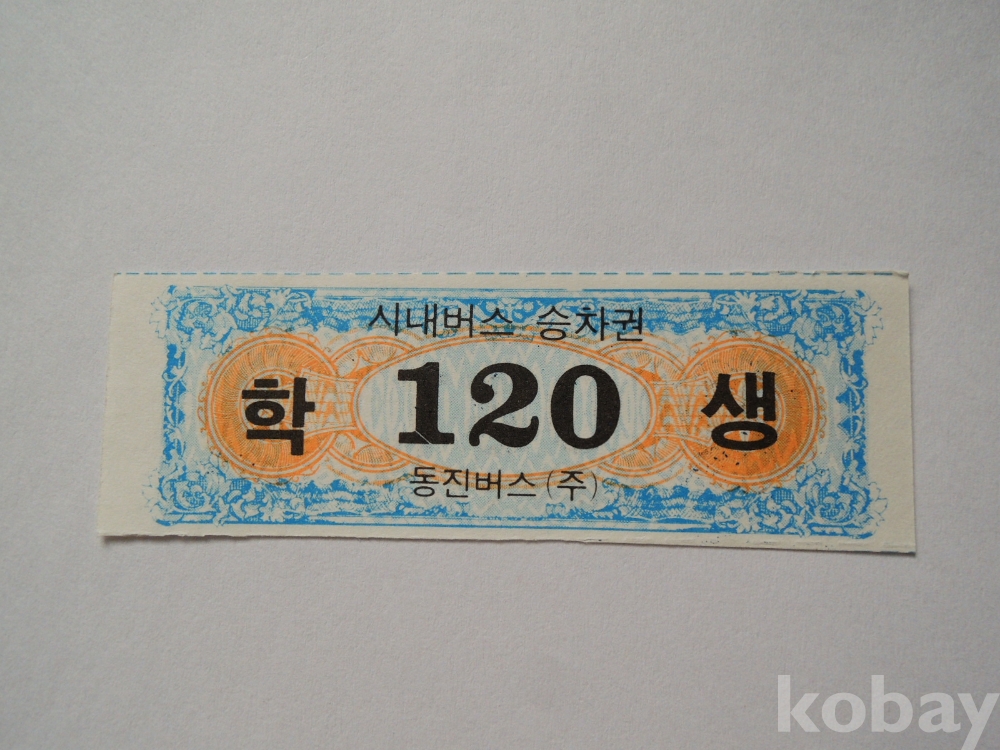 시내버스 승차권
학 120 생
동진버스(주)
kobay